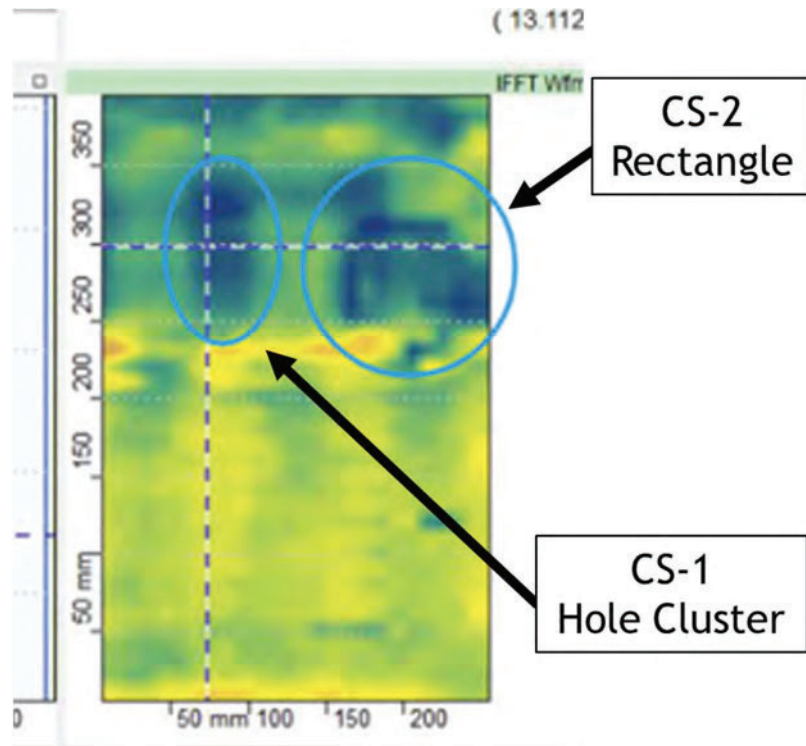 ( 13.112
IFFT Wfm
CS-2
Rectangle
350
300
250
200
150
50 mm
CS-1
Hole Cluster
0
50 mm 100 150 200